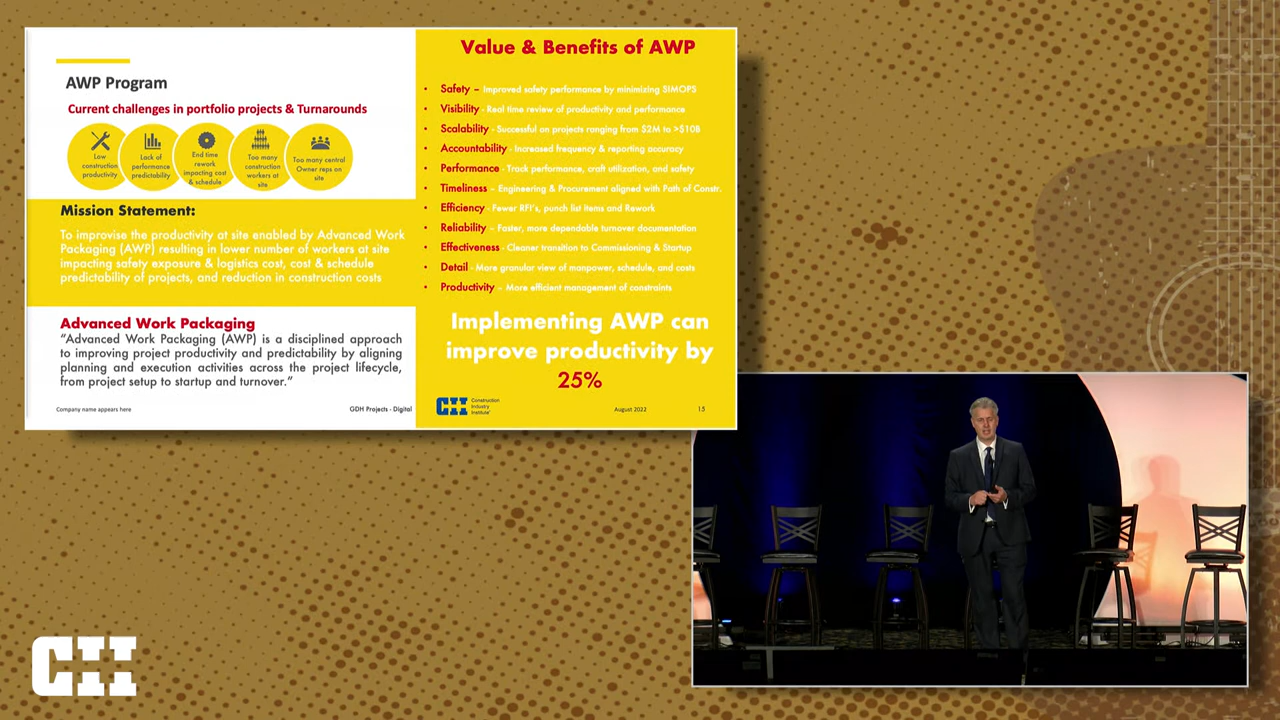 AWP Program
Current challenges in portfolio projects & Turnarounds
Low
construction
productivity
Lack of
performance
predictability
End time
rework
impacting cost
& schedule
Too many
construction
workers at
site
Too many central
Owner reps on
site
Mission Statement:
To improvise the productivity at site enabled by Advanced Work
Packaging (AWP) resulting in lower number of workers at site
impacting safety exposure & logistics cost, cost & schedule
predictability of projects, and reduction in construction costs
Advanced Work Packaging
“Advanced Work Packaging (AWP) is a disciplined approach
to improving project productivity and predictability by aligning
planning and execution activities across the project lifecycle,
from project setup to startup and turnover.”
Company name appears here
GDH Projects - Digital
Value & Benefits of AWP
• Safety – Improved safety performance by minimizing SIMOPS
• Visibility - Real time review of productivity and performance
• Scalability - Successful on projects ranging from $2M to >$10B
• Accountability - Increased frequency & reporting accuracy
• Performance - Track performance, craft utilization, and safety
• Timeliness – Engineering & Procurement aligned with Path of Constr.
• Efficiency - Fewer RFI's, punch list items and Rework
• Reliability – Faster, more dependable turnover documentation
• Effectiveness - Cleaner transition to Commissioning & Startup
• Detail - More granular view of manpower, schedule, and costs
• Productivity – More efficient management of constraints
Implementing AWP can
improve productivity by
25%
CII
Construction
Industry
Institute
August 2022
15
CII